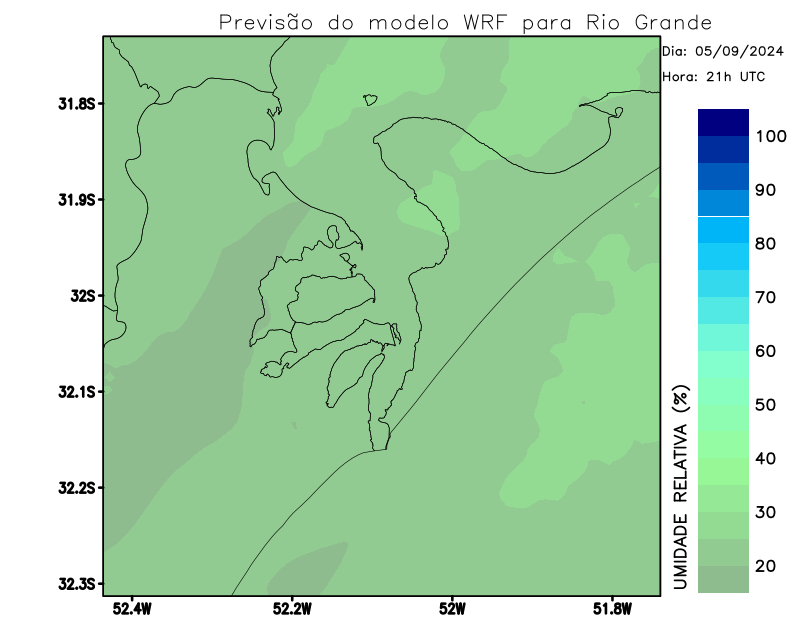 Previsão do modelo WRF para Rio Grande
Dia: 05/09/2024
Hora: 21h UTC
31.8S
31.9S
32S
32.1S
32.2S
32.3S
52.4W
52.2W
52W
51.8W
UMIDADE RELATIVA (%)
100
90
80
70
60
50
40
30
20